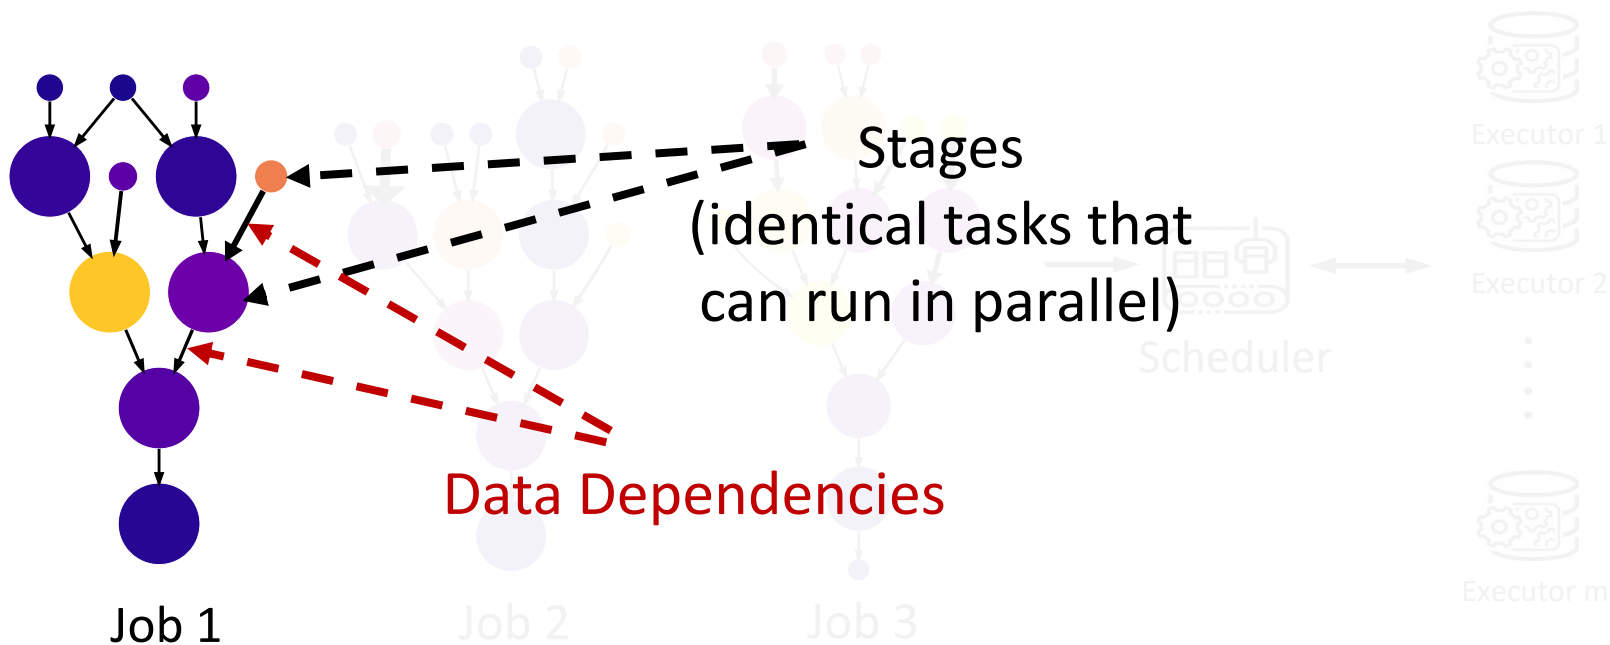 Stages
(identical tasks that
can run in parallel)
Data Dependencies
Job 1
Job 2
Job 3
Scheduler
Executor 1
Executor 2
Executor m